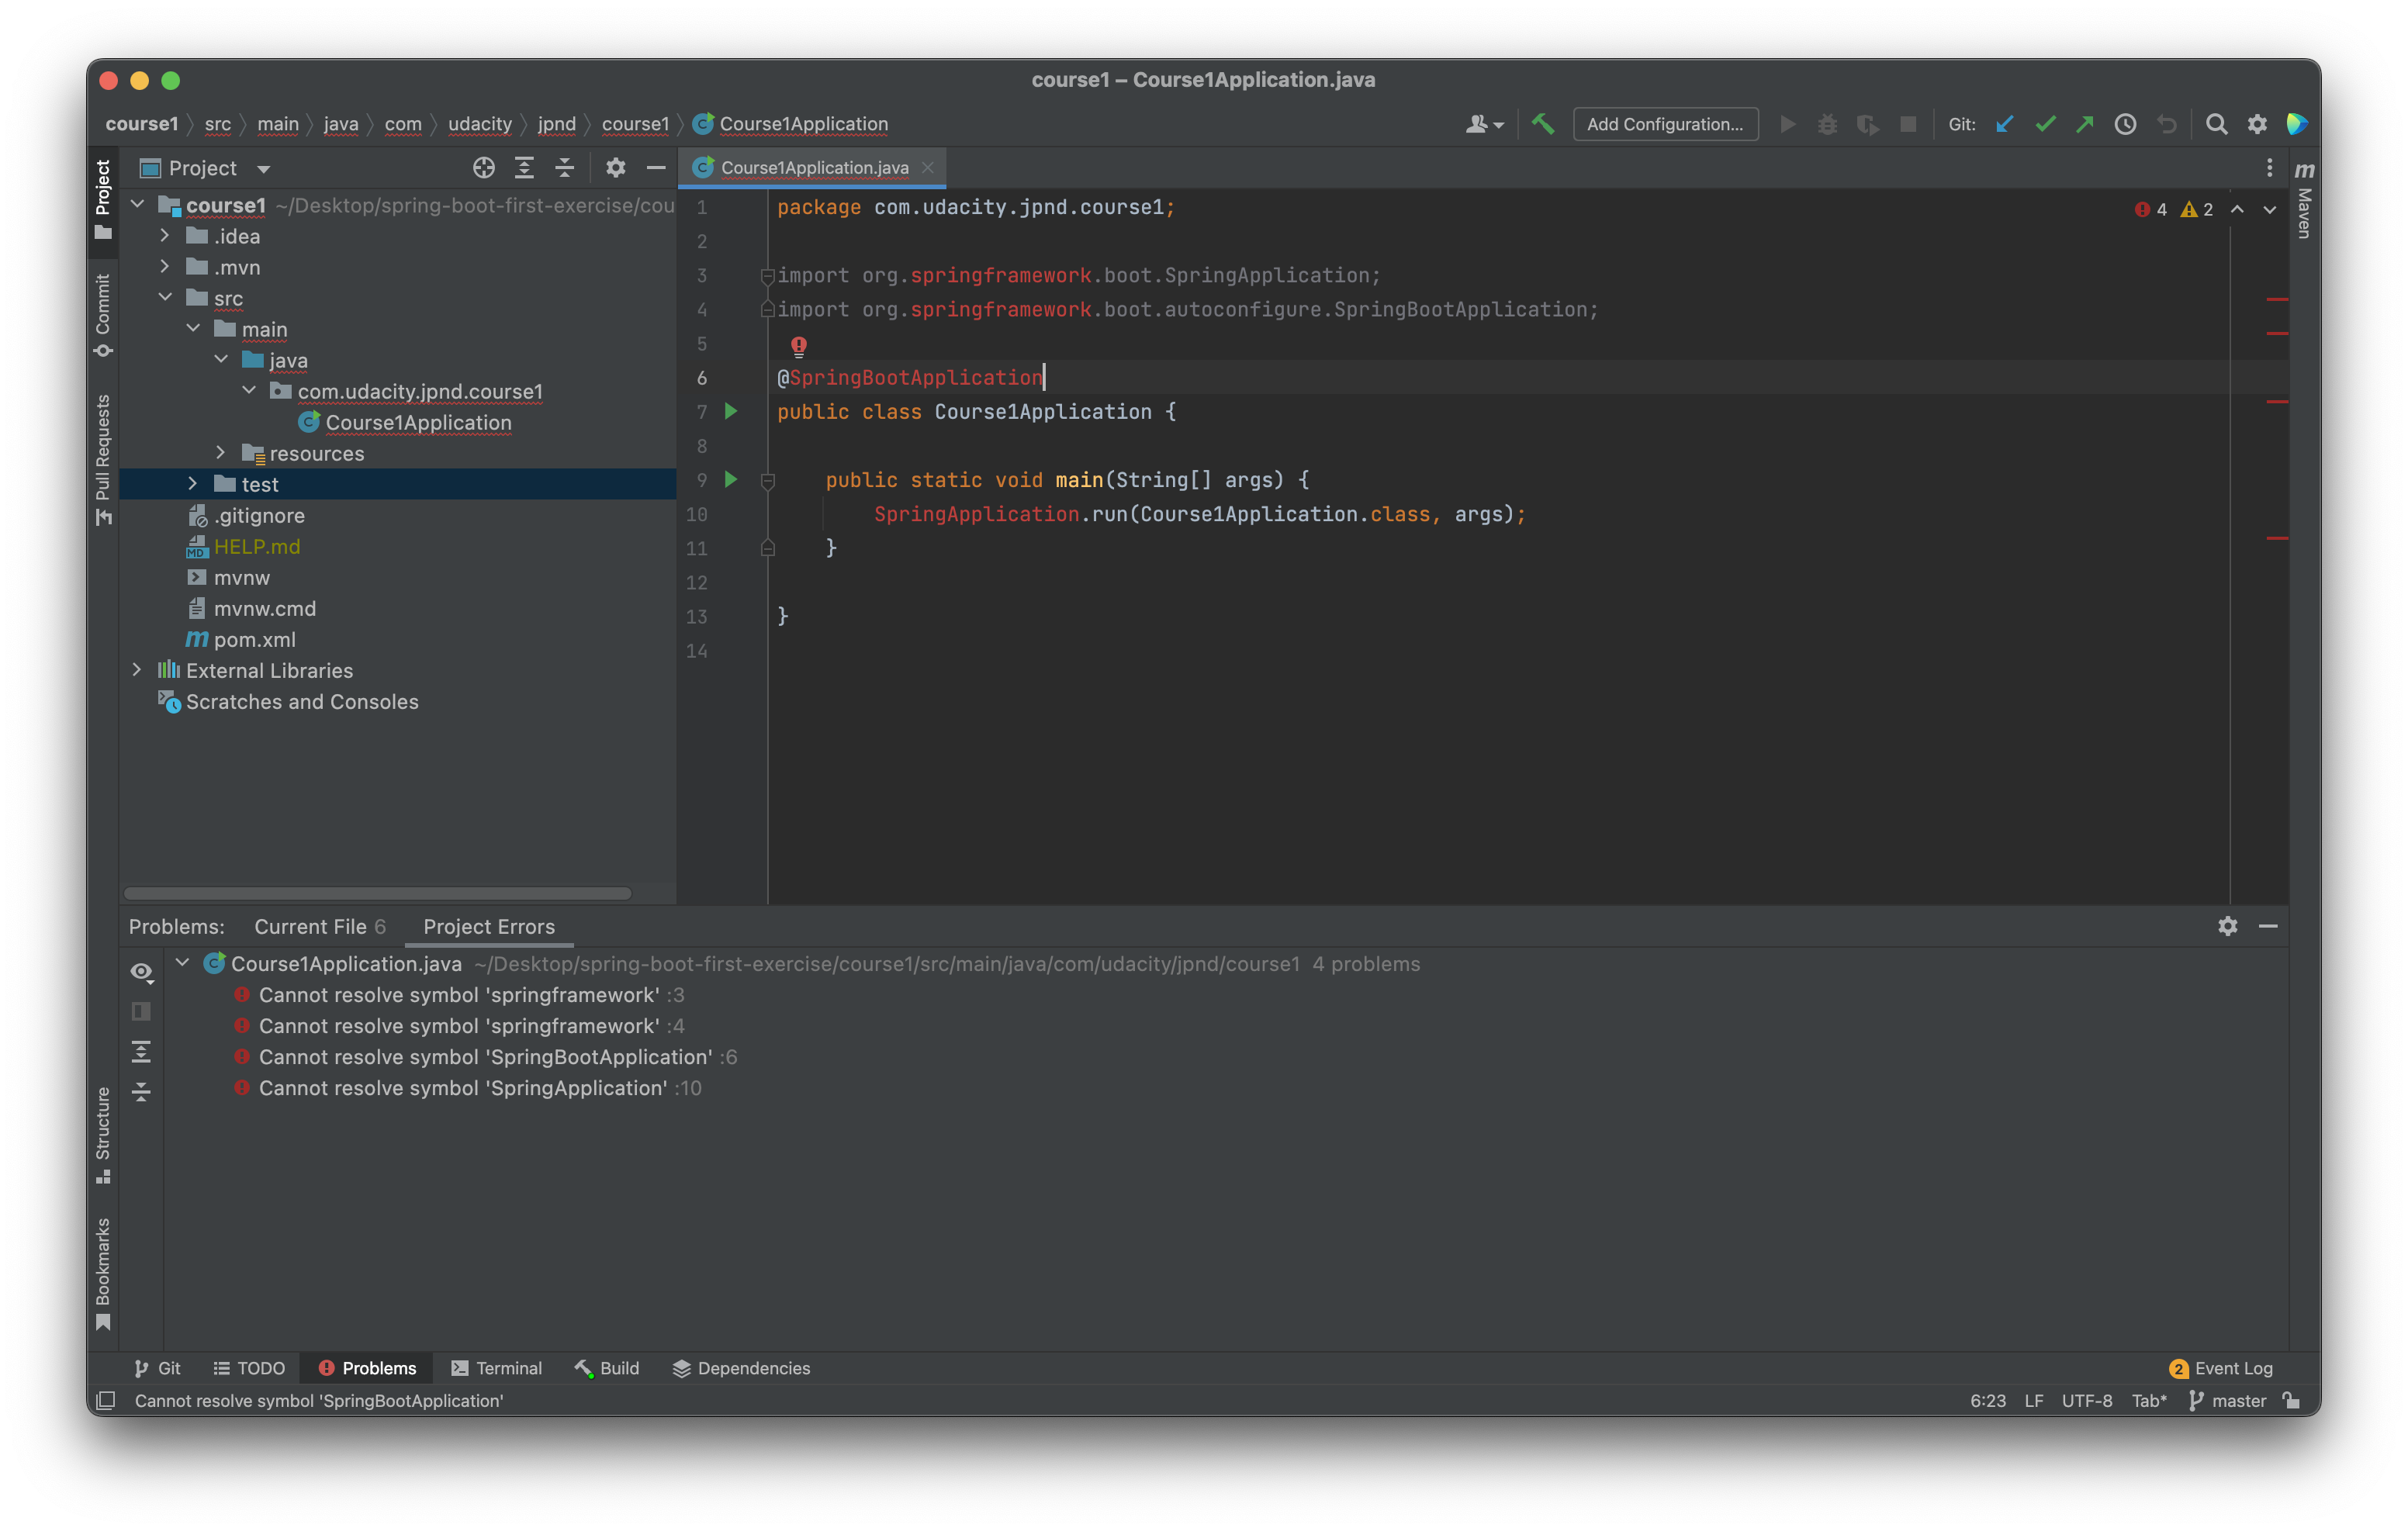 course1 – Course1Application.java
course1 src main java com udacity jpnd course1 Course1Application
Add Configuration... Git:
Project
Course1Application.java
course1 ~/Desktop/spring-boot-first-exercise/cou
.idea
.mvn
src
main
java
com.udacity.jpnd.course1
Course1Application
resources
test
.gitignore
HELP.md
mvnw
mvnw.cmd
pom.xml
External Libraries
Scratches and Consoles
Project
Commit
Pull Requests
Structure
Bookmarks
m Maven
4 2
1 package com.udacity.jpnd.course1;
2
3 import org.springframework.boot.SpringApplication;
4 import org.springframework.boot.autoconfigure.SpringBootApplication;
5
6 @SpringBootApplication
7 public class Course1Application {
8
9 public static void main(String[] args) {
10 SpringApplication.run(Course1Application.class, args);
11 }
12
13 }
14
Problems: Current File 6 Project Errors
Course1Application.java ~/Desktop/spring-boot-first-exercise/course1/src/main/java/com/udacity/jpnd/course1 4 problems
Cannot resolve symbol 'springframework' :3
Cannot resolve symbol 'springframework' :4
Cannot resolve symbol 'SpringBootApplication' :6
Cannot resolve symbol 'SpringApplication' :10
Git TODO Problems Terminal Build Dependencies 2 Event Log
Cannot resolve symbol 'SpringBootApplication' 6:23 LF UTF-8 Tab* master